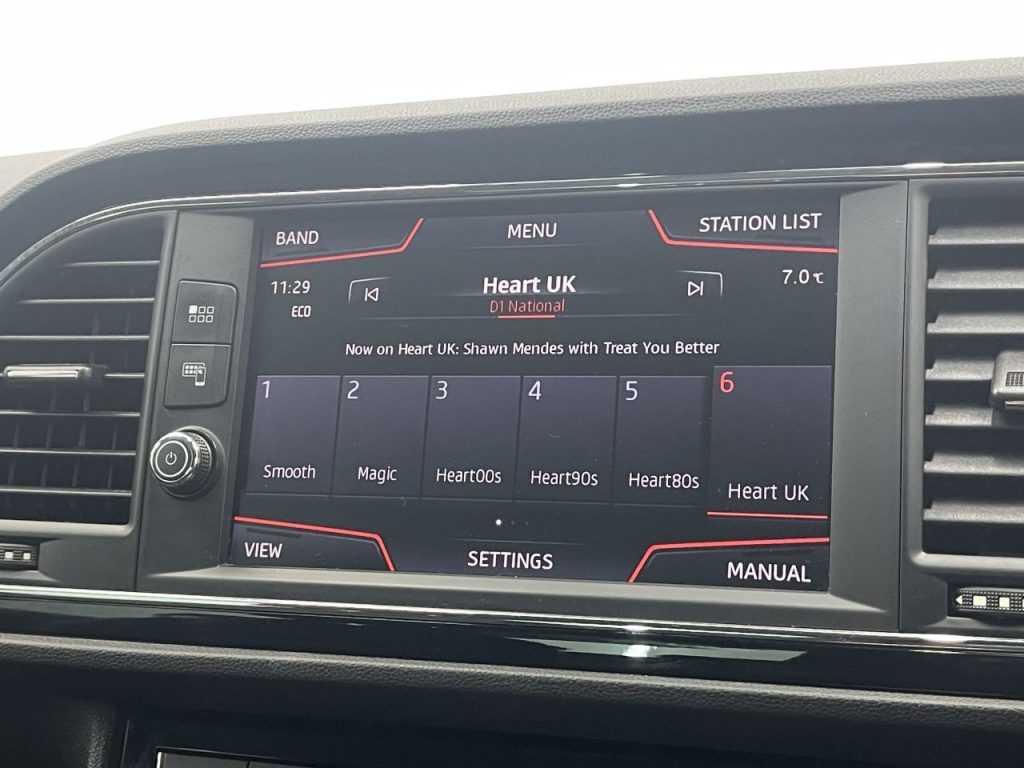 BAND
MENU
STATION LIST
11:29
ECO
Heart UK
D1 National
7.0℃
Now on Heart UK: Shawn Mendes with Treat You Better
1
2
3
4
5
6
Smooth
Magic
Heart00s
Heart90s
Heart80s
Heart UK
VIEW
SETTINGS
MANUAL